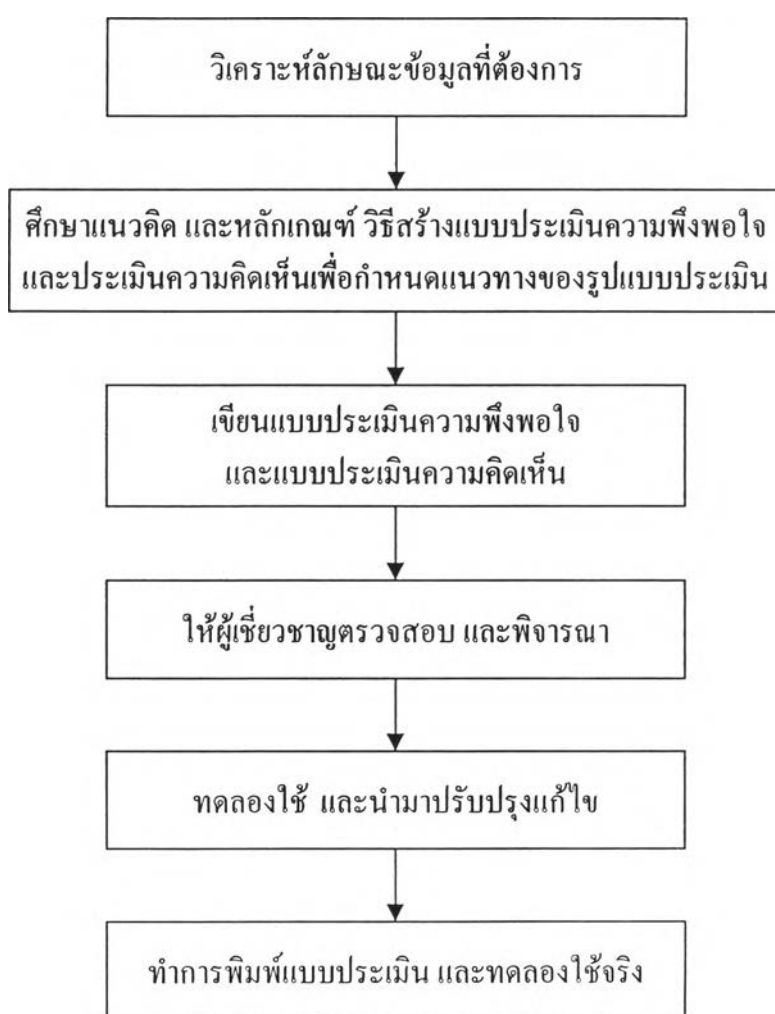 วิเคราะห์ลักษณะข้อมูลที่ต้องการ
ศึกษาแนวคิด และหลักเกณฑ์ วิธีสร้างแบบประเมินความพึงพอใจ
และประเมินความคิดเห็นเพื่อกำหนดแนวทางของรูปแบบประเมิน
เขียนแบบประเมินความพึงพอใจ
และแบบประเมินความคิดเห็น
ให้ผู้เชี่ยวชาญตรวจสอบ และพิจารณา
ทดลองใช้ และนำมาปรับปรุงแก้ไข
ทำการพิมพ์แบบประเมิน และทดลองใช้จริง